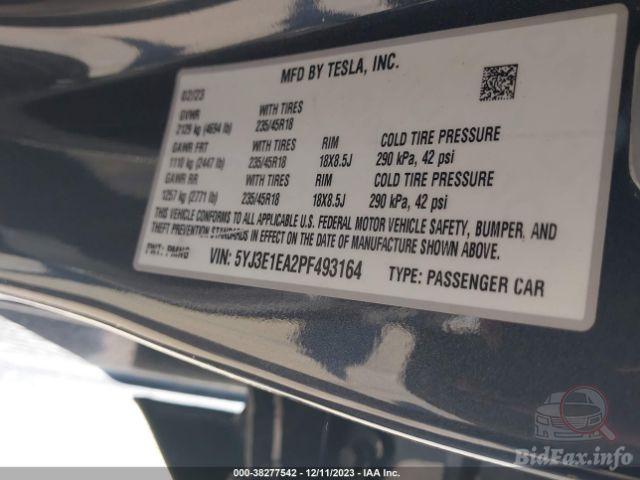 MFD BY TESLA, INC.
02/23
GVWR WITH TIRES
2129 kg (4694 lb) 235/45R18
GAWR FRT WITH TIRES RIM COLD TIRE PRESSURE
1110 kg (2447 lb) 235/45R18 18X8.5J 290 kPa, 42 psi
GAWR RR WITH TIRES RIM COLD TIRE PRESSURE
1257 kg (2771 lb) 235/45R18 18X8.5J 290 kPa, 42 psi
THIS VEHICLE CONFORMS TO ALL APPLICABLE U.S. FEDERAL MOTOR VEHICLE SAFETY, BUMPER, AND
THEFT PREVENTION STANDARDS IN EFFECT ON THE DATE OF MANUFACTURE SHOWN ABOVE.
PNT: PMNG VIN: 5YJ3E1EA2PF493164 TYPE: PASSENGER CAR
BidFax.info
000-38277542 - 12/11/2023 - IAA Inc.